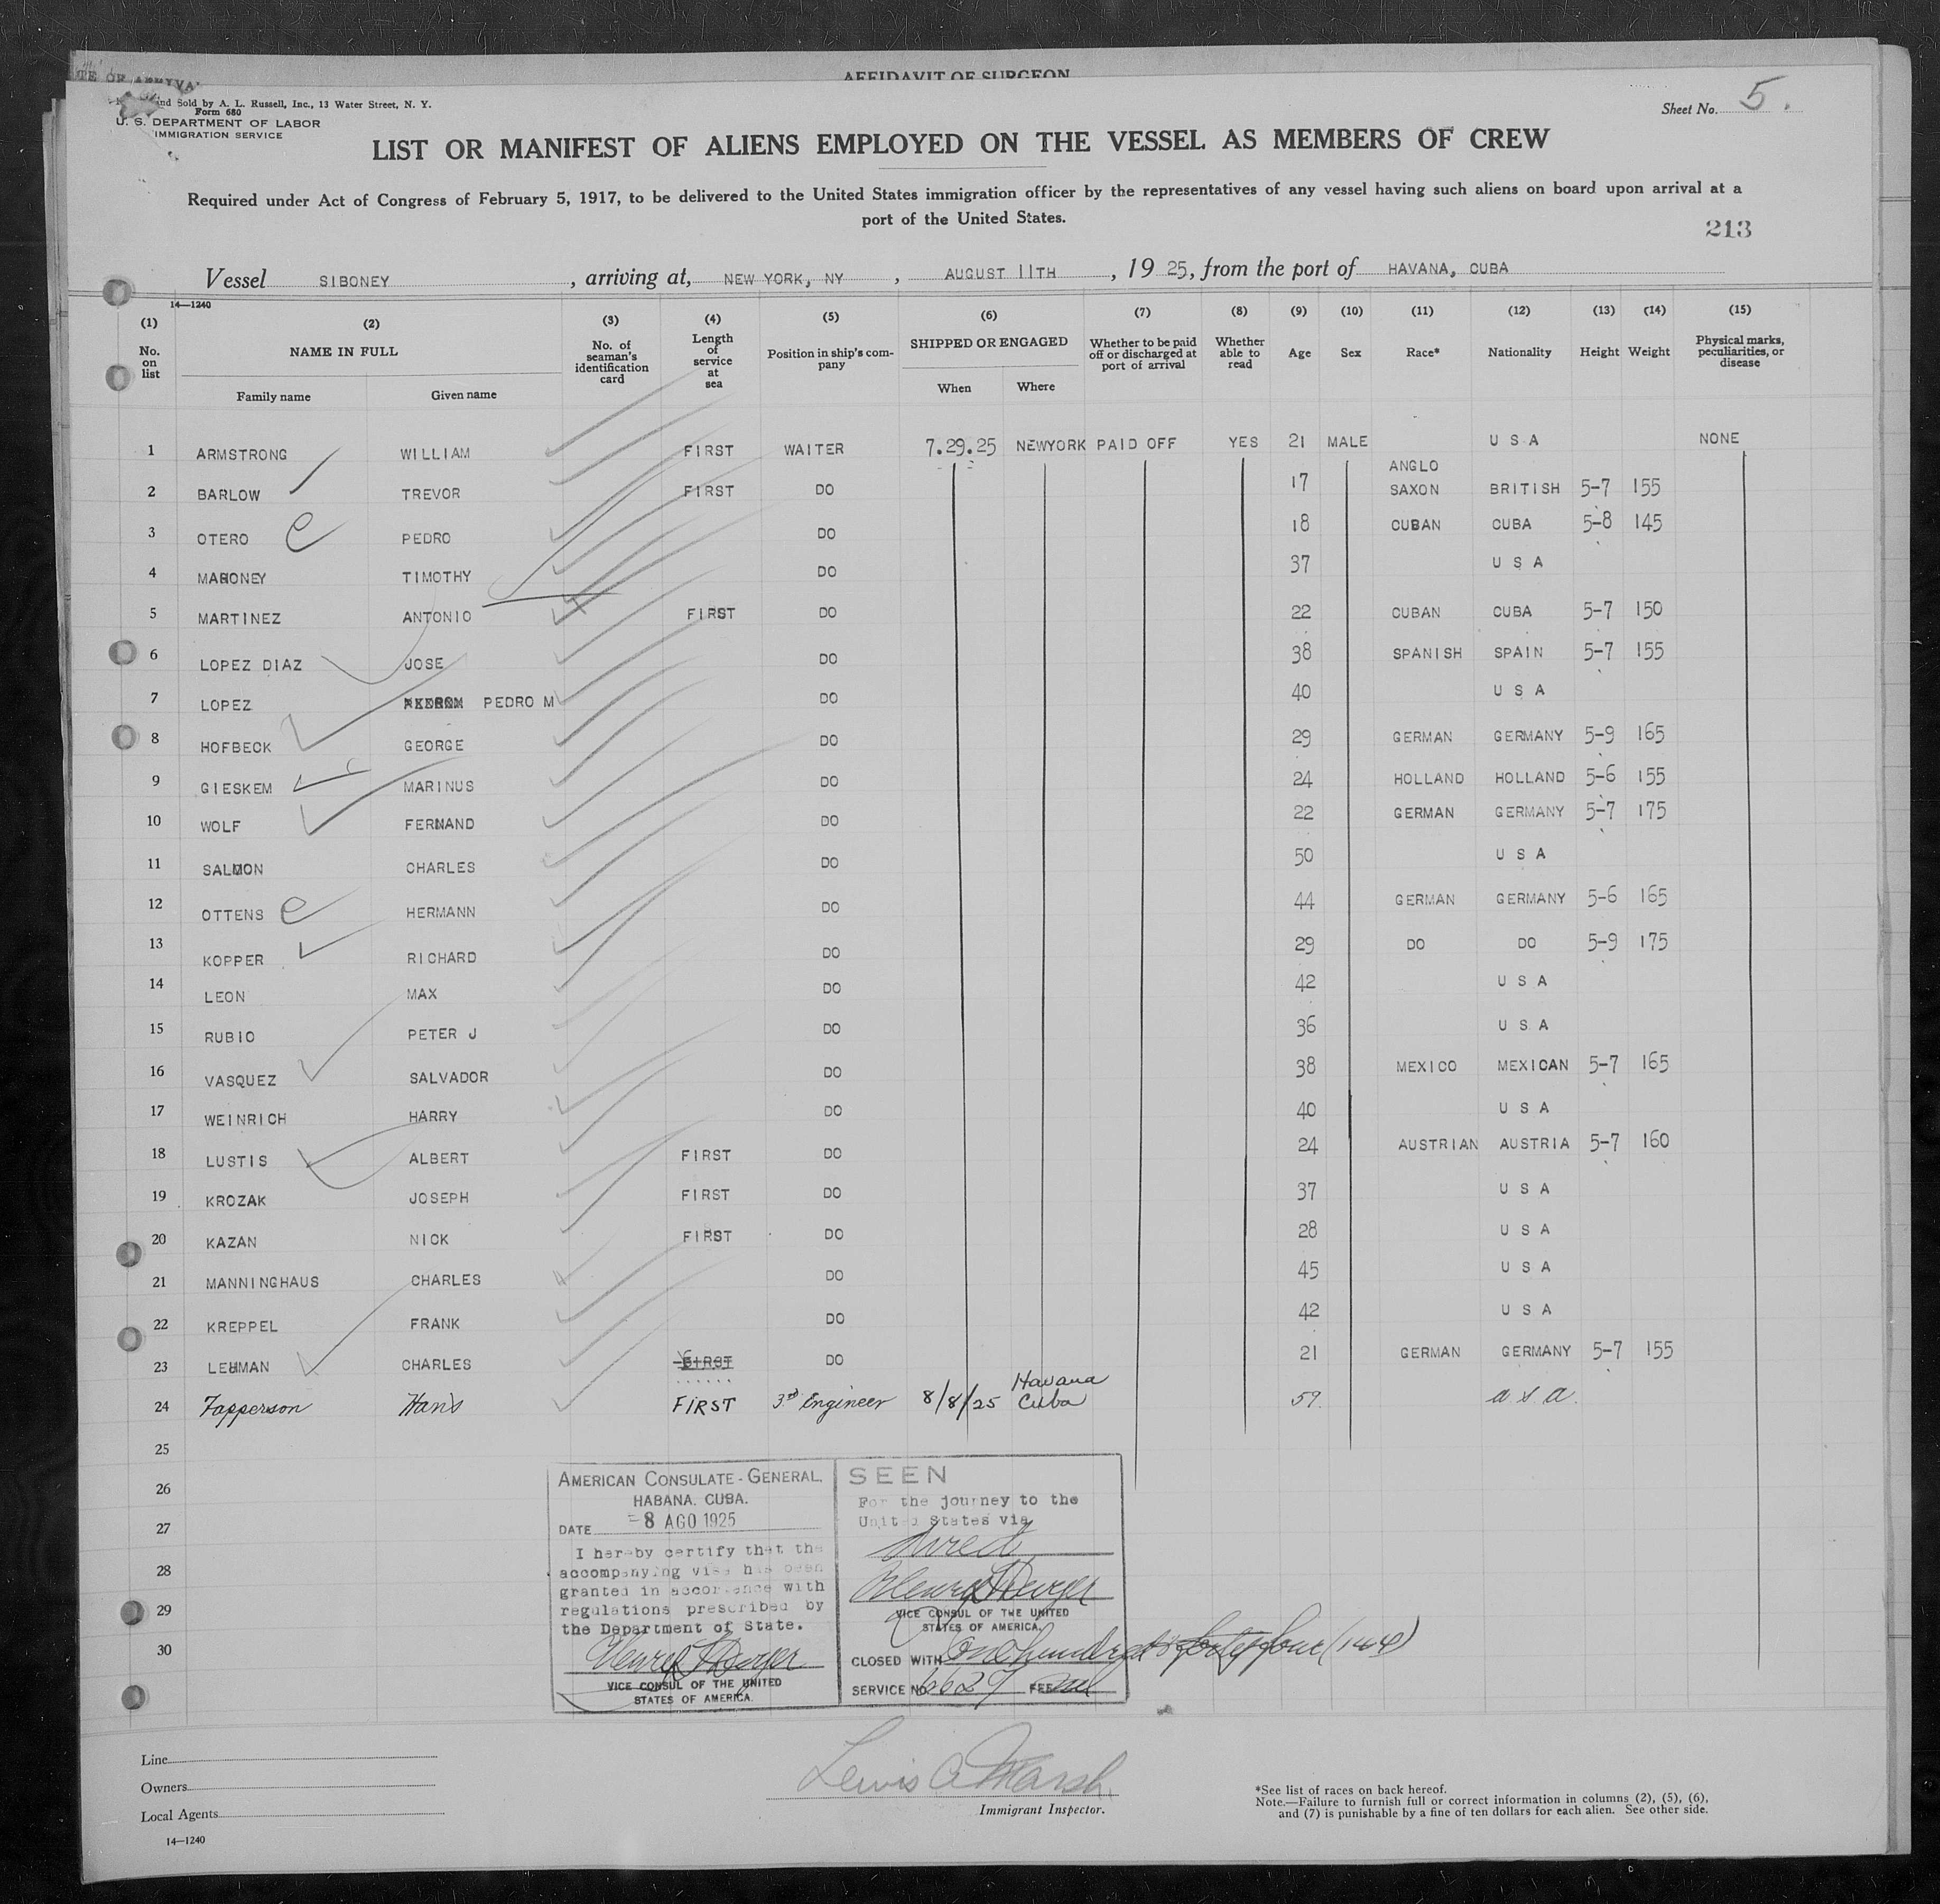 AFFIDAVIT OF SURGEON
and Sold by A. L. Russell, Inc., 13 Water Street, N. Y.
Form 680
U. S. DEPARTMENT OF LABOR
IMMIGRATION SERVICE
Sheet No. 5.
LIST OR MANIFEST OF ALIENS EMPLOYED ON THE VESSEL AS MEMBERS OF CREW
Required under Act of Congress of February 5, 1917, to be delivered to the United States immigration officer by the representatives of any vessel having such aliens on board upon arrival at a
port of the United States.
213
Vessel SIBONEY, arriving at, NEW YORK, NY, AUGUST 11TH, 19 25, from the port of HAVANA, CUBA
14—1240
(1) No. on list (2) NAME IN FULL Family name Given name (3) No. of seaman's identification card (4) Length of service at sea (5) Position in ship's company (6) SHIPPED OR ENGAGED When Where (7) Whether to be paid off or discharged at port of arrival (8) Whether able to read (9) Age (10) Sex (11) Race* (12) Nationality (13) Height (14) Weight (15) Physical marks, peculiarities, or disease
1 ARMSTRONG WILLIAM FIRST WAITER 7.29.25 NEWYORK PAID OFF YES 21 MALE U S A NONE
2 BARLOW TREVOR FIRST DO 17 ANGLO SAXON BRITISH 5-7 155
3 OTERO PEDRO DO 18 CUBAN CUBA 5-8 145
4 MAHONEY TIMOTHY DO 37 U S A
5 MARTINEZ ANTONIO FIRST DO 22 CUBAN CUBA 5-7 150
6 LOPEZ DIAZ JOSE DO 38 SPANISH SPAIN 5-7 155
7 LOPEZ PEDRO M DO 40 U S A
8 HOFBECK GEORGE DO 29 GERMAN GERMANY 5-9 165
9 GIESKEM MARINUS DO 24 HOLLAND HOLLAND 5-6 155
10 WOLF FERNAND DO 22 GERMAN GERMANY 5-7 175
11 SALMON CHARLES DO 50 U S A
12 OTTENS HERMANN DO 44 GERMAN GERMANY 5-6 165
13 KOPPER RICHARD DO 29 DO DO 5-9 175
14 LEON MAX DO 42 U S A
15 RUBIO PETER J DO 36 U S A
16 VASQUEZ SALVADOR DO 38 MEXICO MEXICAN 5-7 165
17 WEINRICH HARRY DO 40 U S A
18 LUSTIS ALBERT FIRST DO 24 AUSTRIAN AUSTRIA 5-7 160
19 KROZAK JOSEPH FIRST DO 37 U S A
20 KAZAN NICK FIRST DO 28 U S A
21 MANNINGHAUS CHARLES DO 45 U S A
22 KREPPEL FRANK DO 42 U S A
23 LEHMAN CHARLES FIRST DO 21 GERMAN GERMANY 5-7 155
24 Hans FIRST 3rd Engineer 8/8/25 Havana Cuba 59. U S A.
25
26
27
28
29
30
AMERICAN CONSULATE-GENERAL.
HABANA. CUBA.
DATE -8 AGO 1925
I hereby certify that the
accompanying visa has been
granted in accordence with
regulations prescribed by
the Department of State.
VICE CONSUL OF THE UNITED
STATES OF AMERICA.
SEEN
For the journey to the
United States via
direct
VICE CONSUL OF THE UNITED
STATES OF AMERICA.
CLOSED WITH One hundred & forty four (144)
SERVICE NO. 6627 FEE nil
Line
Owners
Local Agents
14—1240
Lewis A Marsh
Immigrant Inspector.
*See list of races on back hereof.
Note.—Failure to furnish full or correct information in columns (2), (5), (6),
and (7) is punishable by a fine of ten dollars for each alien. See other side.